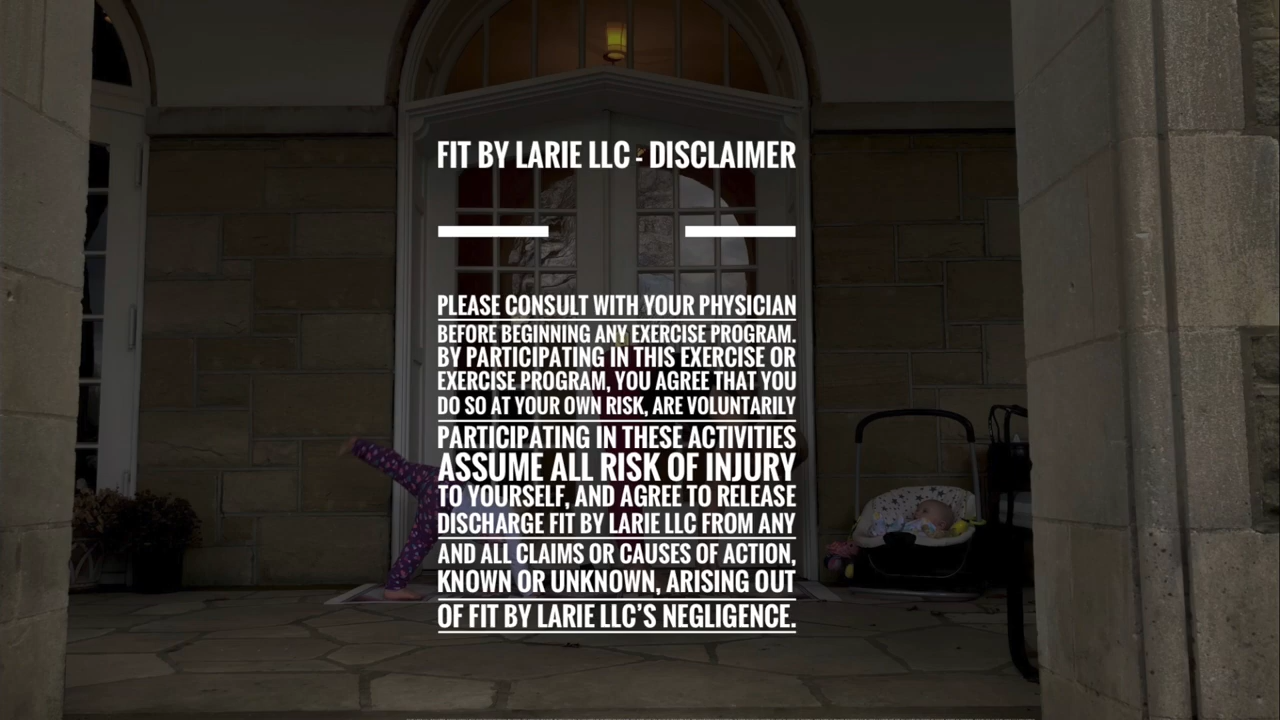 FIT BY LARIE LLC - DISCLAIMER
PLEASE CONSULT WITH YOUR PHYSICIAN
BEFORE BEGINNING ANY EXERCISE PROGRAM.
BY PARTICIPATING IN THIS EXERCISE OR
EXERCISE PROGRAM, YOU AGREE THAT YOU
DO SO AT YOUR OWN RISK, ARE VOLUNTARILY
PARTICIPATING IN THESE ACTIVITIES
ASSUME ALL RISK OF INJURY
TO YOURSELF, AND AGREE TO RELEASE
DISCHARGE FIT BY LARIE LLC FROM ANY
AND ALL CLAIMS OR CAUSES OF ACTION,
KNOWN OR UNKNOWN, ARISING OUT
OF FIT BY LARIE LLC'S NEGLIGENCE.